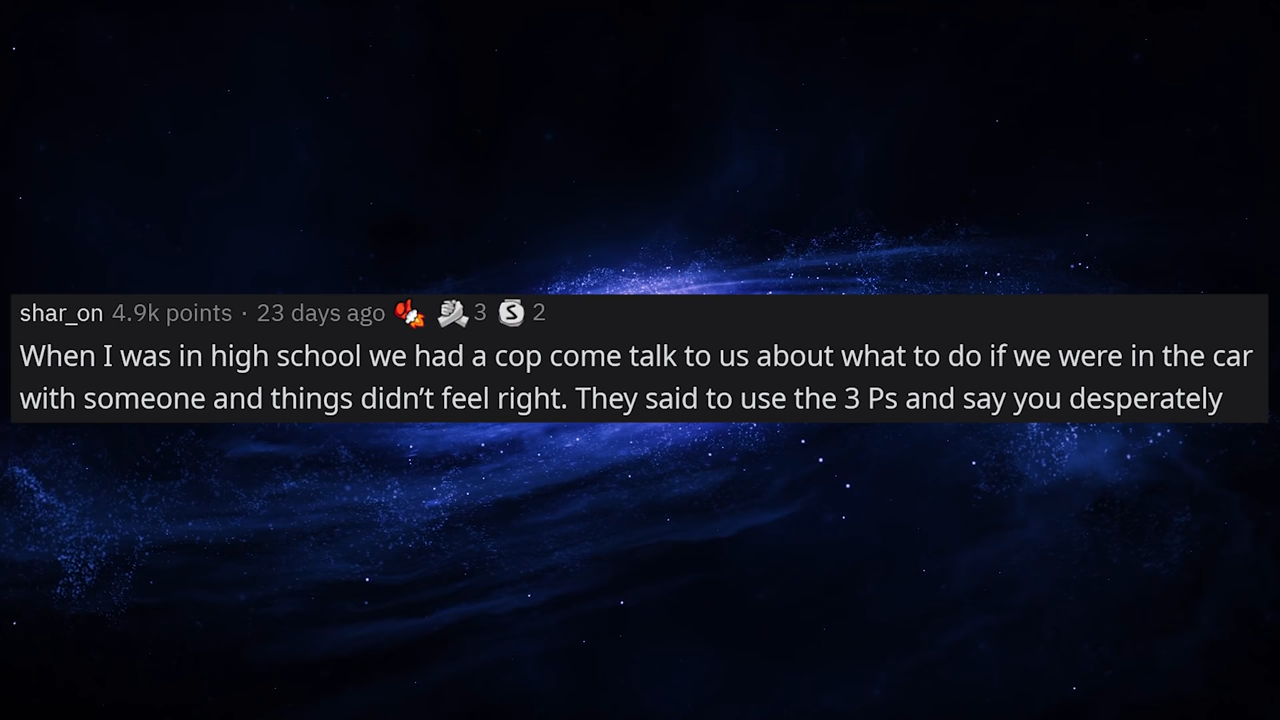 shar_on 4.9k points · 23 days ago 3 S 2
When I was in high school we had a cop come talk to us about what to do if we were in the car
with someone and things didn’t feel right. They said to use the 3 Ps and say you desperately